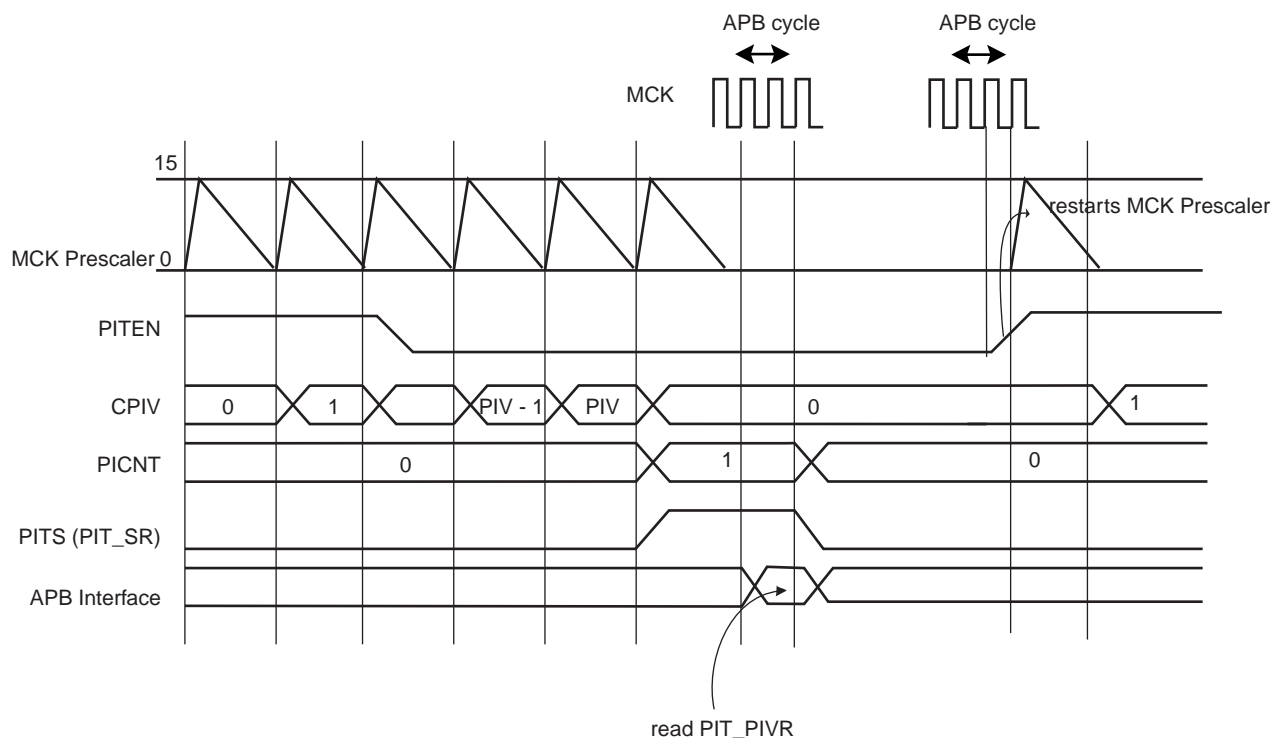 APB cycle
APB cycle
MCK
15
restarts MCK Prescaler
MCK Prescaler 0
PITEN
CPIV
0
1
PIV - 1
PIV
0
1
PICNT
0
1
0
PITS (PIT_SR)
APB Interface
read PIT_PIVR